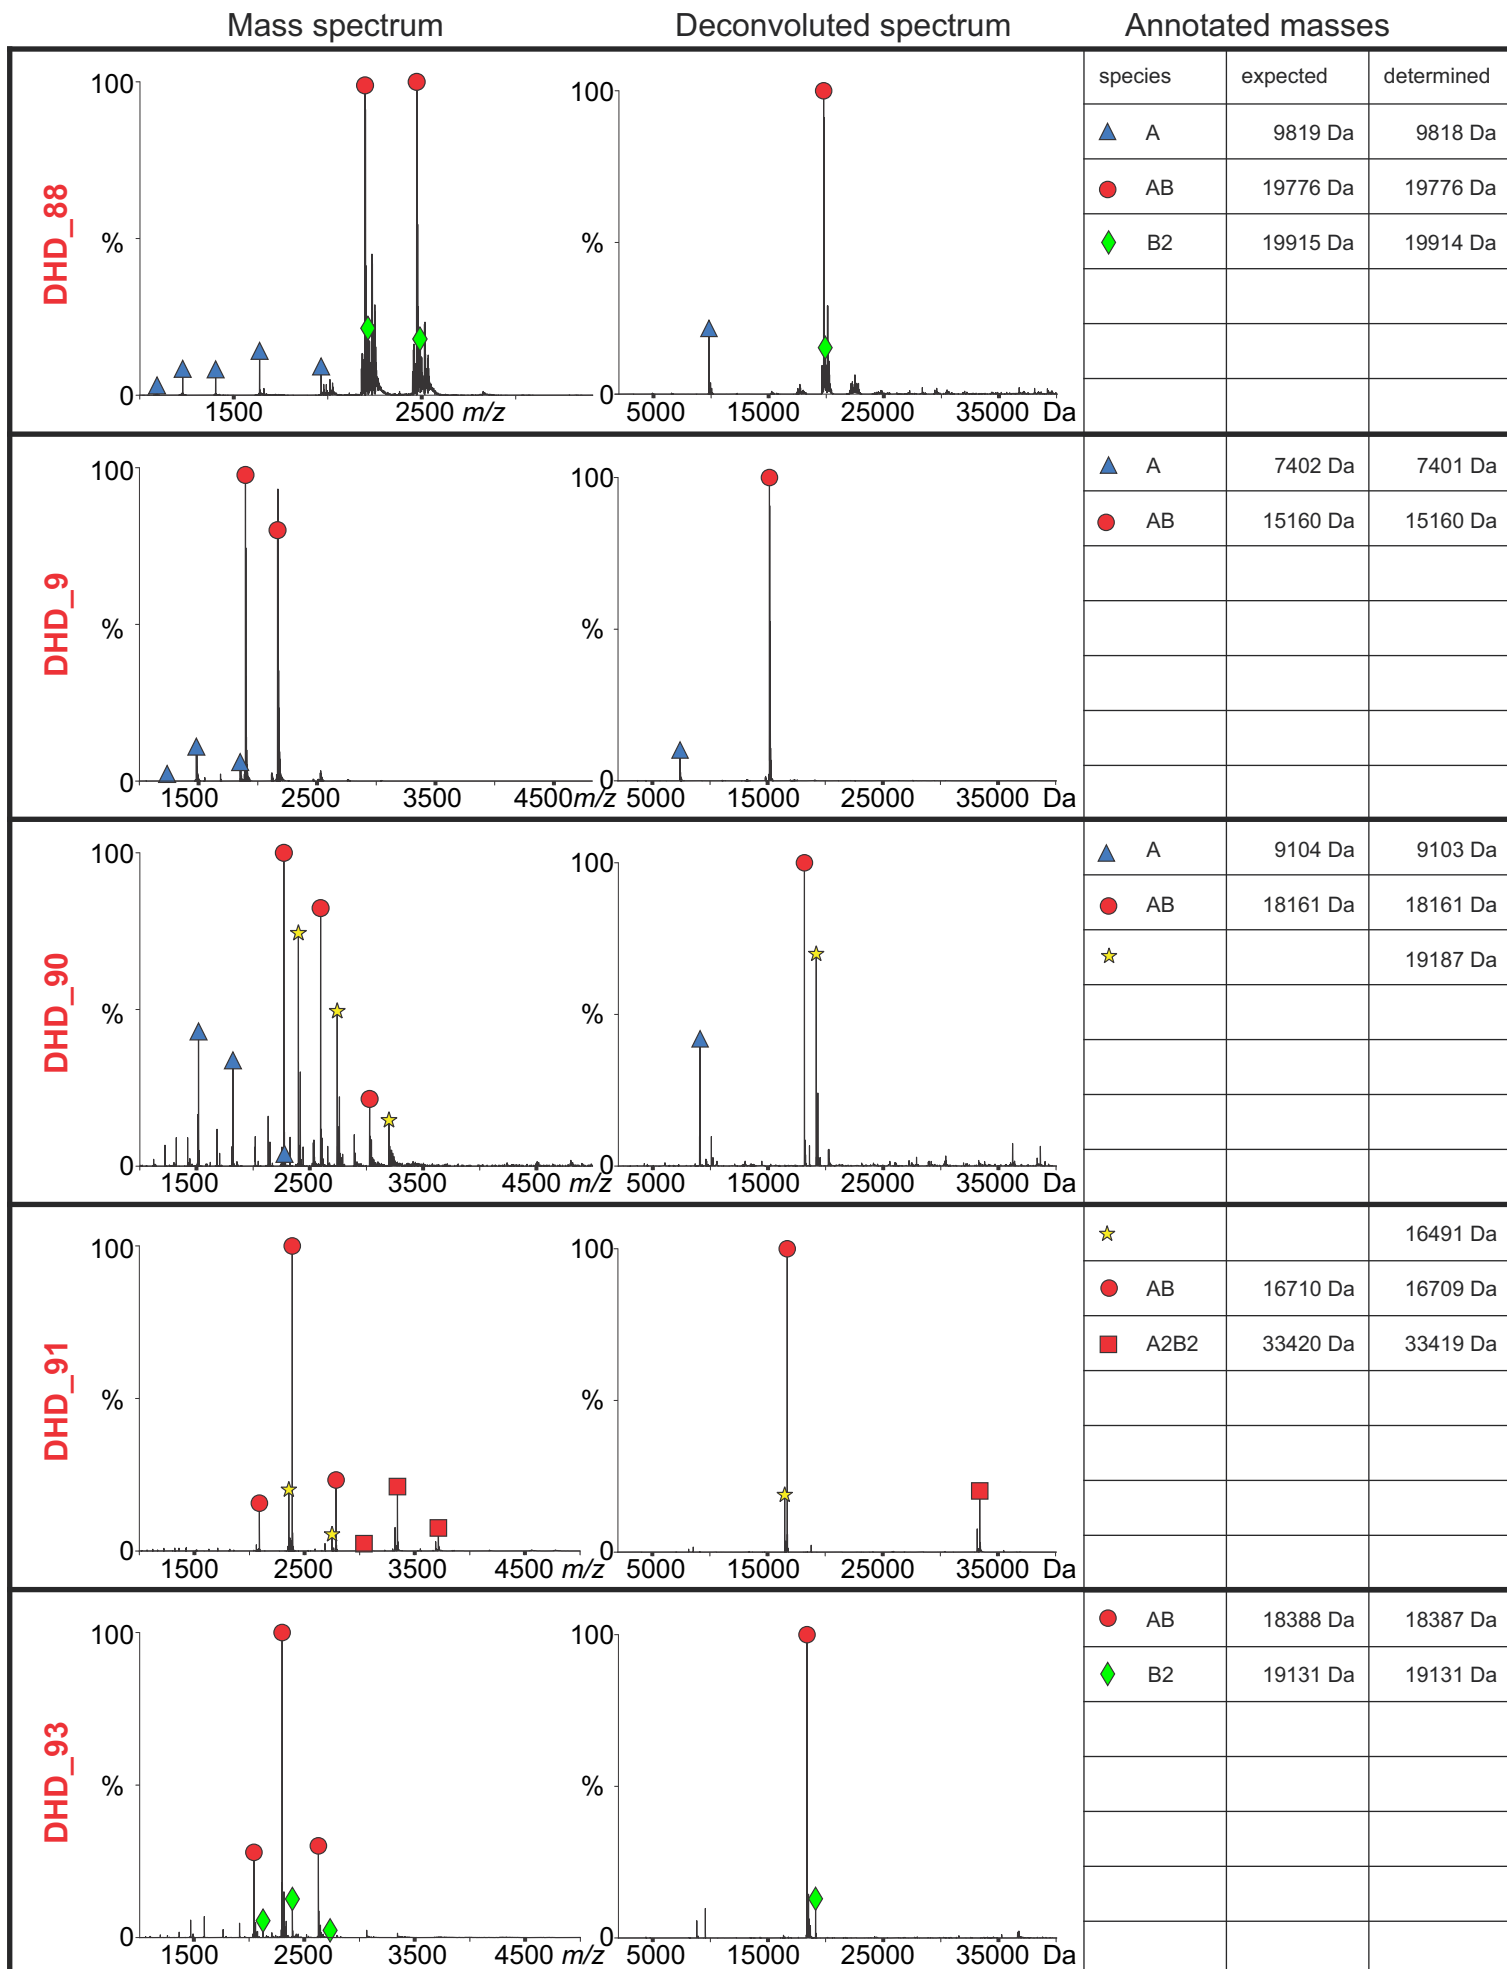 Mass spectrum Deconvoluted spectrum Annotated masses
DHD_88
100
%
0
1500 2500 m/z
100
%
0
5000 15000 25000 35000 Da
species expected determined
A 9819 Da 9818 Da
AB 19776 Da 19776 Da
B2 19915 Da 19914 Da
DHD_9
100
%
0
1500 2500 3500 4500 m/z
100
%
0
5000 15000 25000 35000 Da
A 7402 Da 7401 Da
AB 15160 Da 15160 Da
DHD_90
100
%
0
1500 2500 3500 4500 m/z
100
%
0
5000 15000 25000 35000 Da
A 9104 Da 9103 Da
AB 18161 Da 18161 Da
19187 Da
DHD_91
100
%
0
1500 2500 3500 4500 m/z
100
%
0
5000 15000 25000 35000 Da
16491 Da
AB 16710 Da 16709 Da
A2B2 33420 Da 33419 Da
DHD_93
100
%
0
1500 2500 3500 4500 m/z
100
%
0
5000 15000 25000 35000 Da
AB 18388 Da 18387 Da
B2 19131 Da 19131 Da